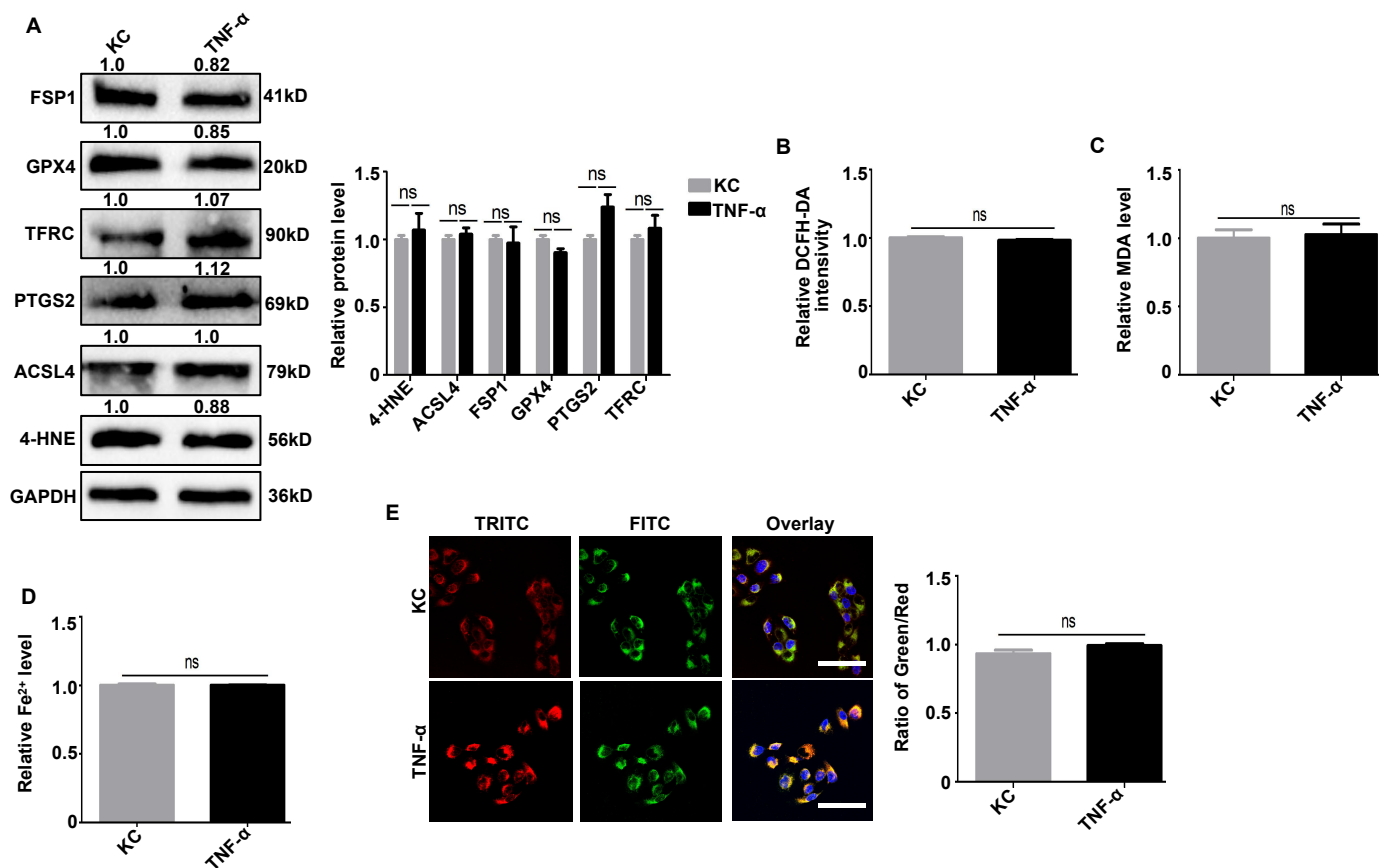 A
KC TNF-α
1.0 0.82
FSP1 41kD
1.0 0.85
GPX4 20kD
1.0 1.07
TFRC 90kD
1.0 1.12
PTGS2 69kD
1.0 1.0
ACSL4 79kD
1.0 0.88
4-HNE 56kD
GAPDH 36kD
Relative protein level
1.5
1.0
0.5
0
ns ns ns ns ns ns
4-HNE ACSL4 FSP1 GPX4 PTGS2 TFRC
KC
TNF-α
B
Relative DCFH-DA
intensivity
1.5
1.0
0.5
0
ns
KC TNF-α
C
Relative MDA level
1.5
1.0
0.5
0
ns
KC TNF-α
D
Relative Fe²⁺ level
1.5
1.0
0.5
0
ns
KC TNF-α
E
TRITC FITC Overlay
KC
TNF-α
Ratio of Green/Red
1.5
1.0
0.5
0
ns
KC TNF-α